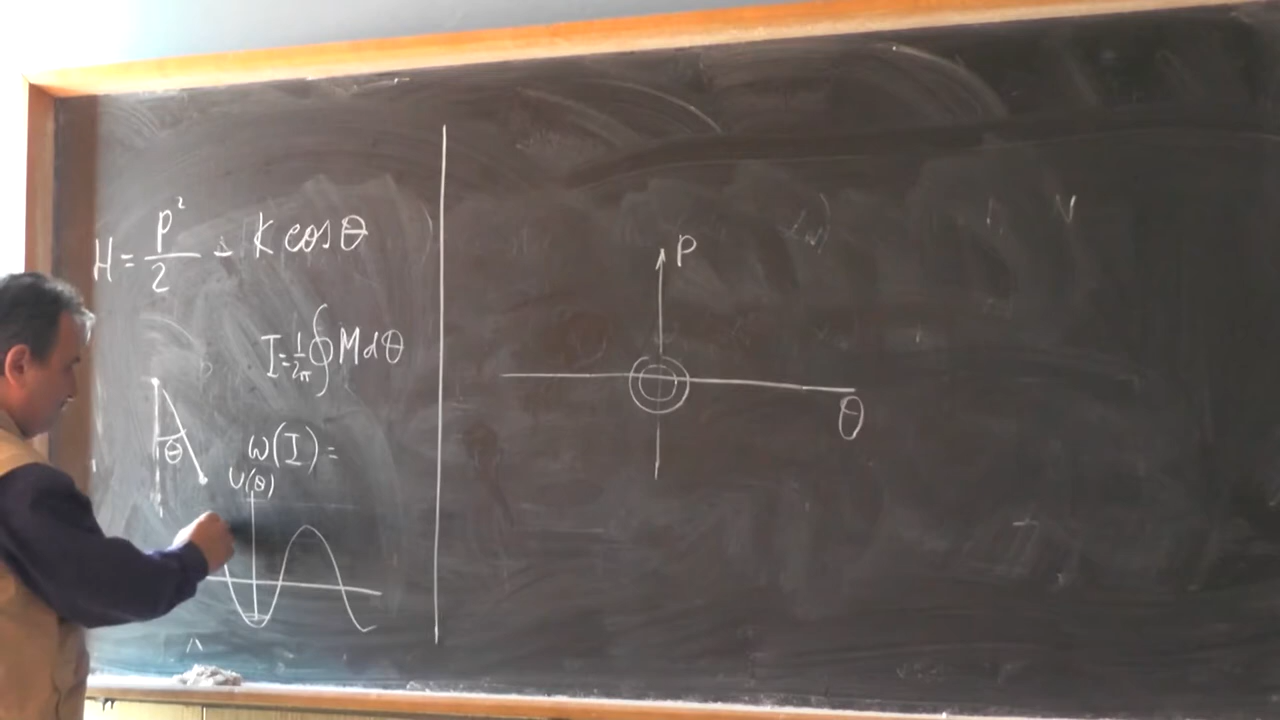 H = p²/2 - K cos θ
I = 1/2π ∮ M dθ
θ
ω(I) =
U(θ)
P
θ